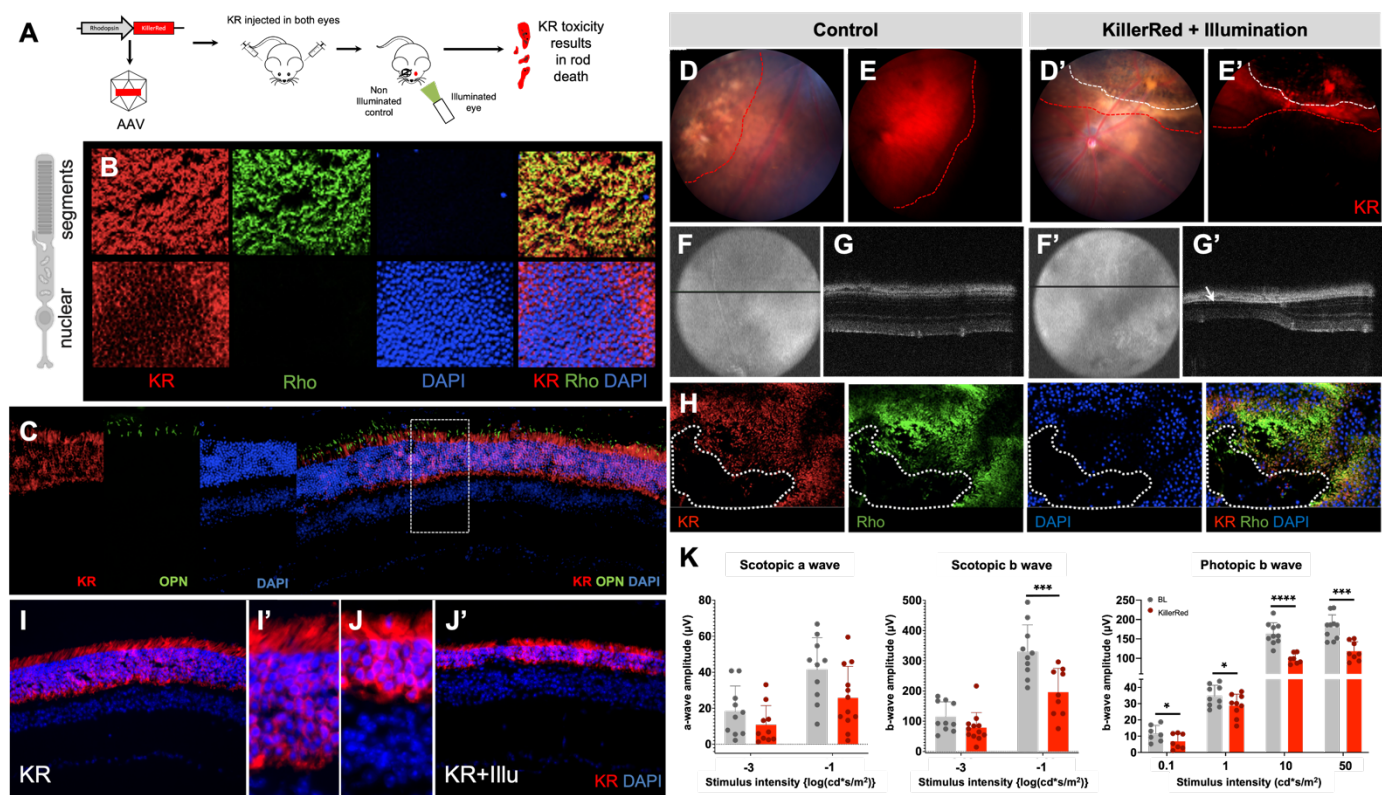 A
Rhodopsin
KillerRed
AAV
KR injected in both eyes
Non
Illuminated
control
Illuminated
eye
KR toxicity
results
in rod
death
B
segments
nuclear
KR
Rho
DAPI
KR Rho DAPI
C
KR
OPN
DAPI
KR OPN DAPI
I
I'
J
J'
KR
KR+Illu
KR DAPI
Control
KillerRed + Illumination
D
E
D'
E'
KR
F
G
F'
G'
H
KR
Rho
DAPI
KR Rho DAPI
K
Scotopic a wave
a-wave amplitude (µV)
80
60
40
20
0
-3
-1
Stimulus intensity {log(cd*s/m²)}
Scotopic b wave
b-wave amplitude (µV)
500
400
300
200
100
0
***
-3
-1
Stimulus intensity {log(cd*s/m²)}
Photopic b wave
b-wave amplitude (µV)
250
200
150
100
50
40
30
20
10
0
BL
KillerRed
*
*
****
***
0.1
1
10
50
Stimulus intensity (cd*s/m²)